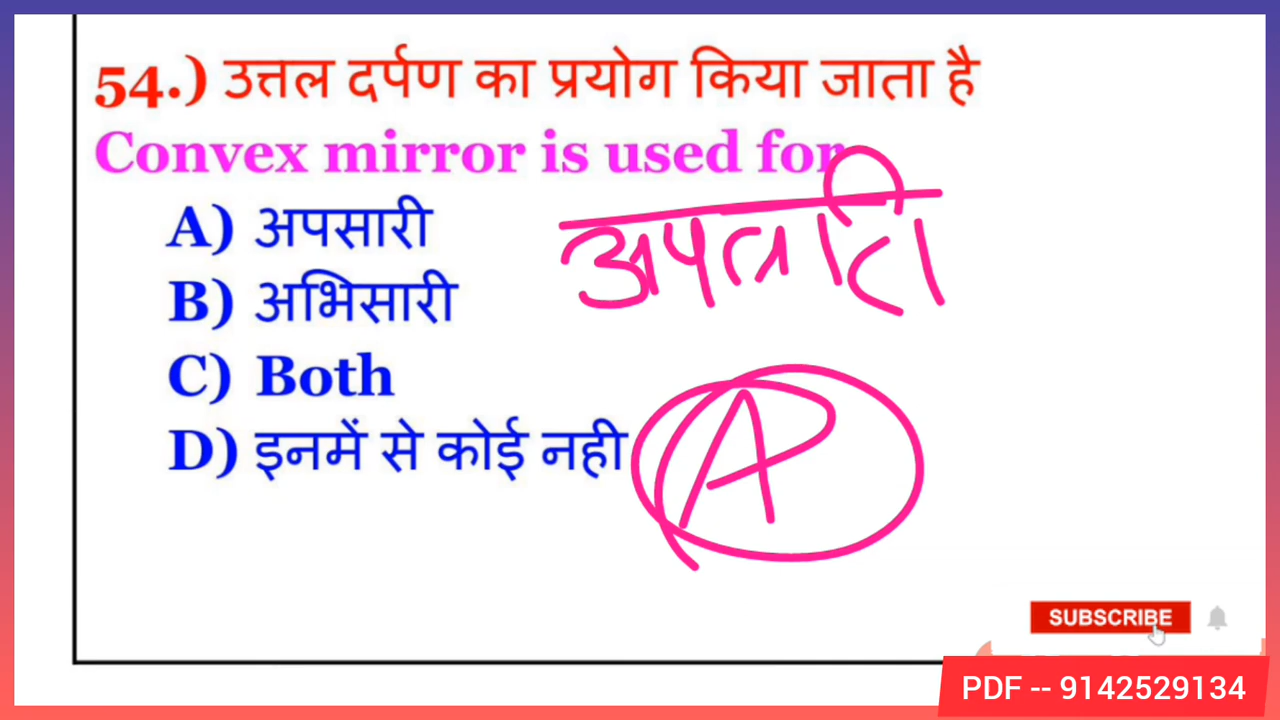 54.) उत्तल दर्पण का प्रयोग किया जाता है
Convex mirror is used for
A) अपसारी
B) अभिसारी
C) Both
D) इनमें से कोई नही
A
SUBSCRIBE
PDF -- 9142529134